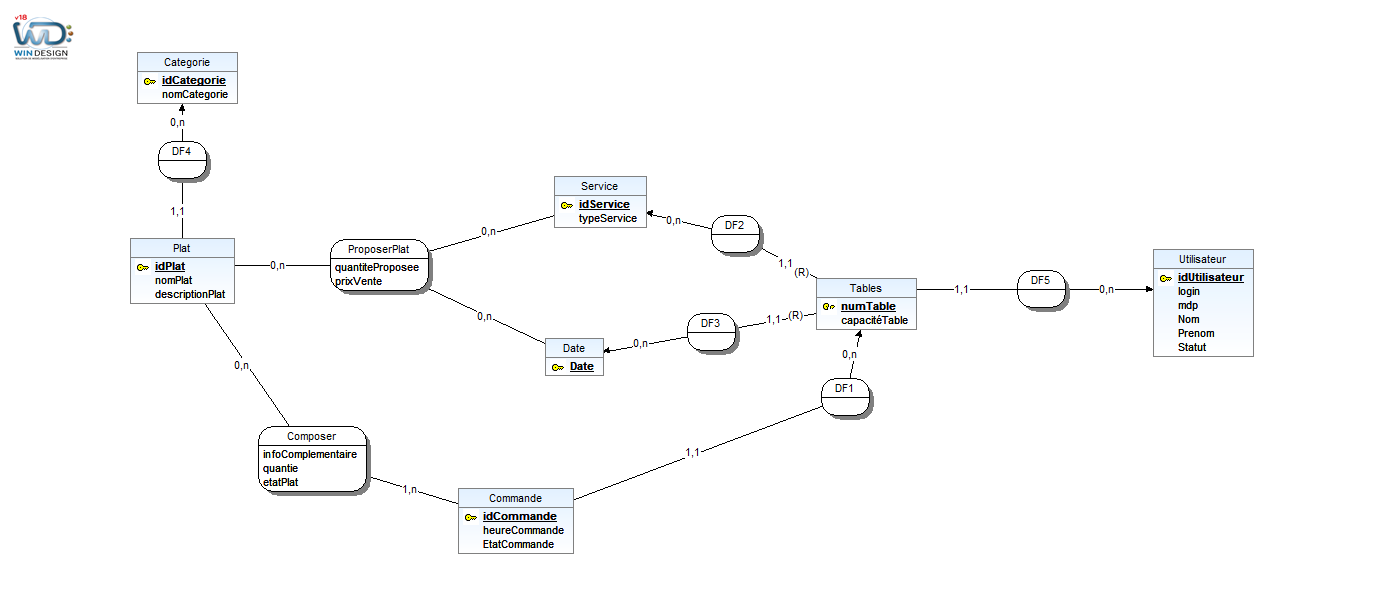 v18
WIN DESIGN
Categorie
idCategorie
nomCategorie
0,n
DF4
1,1
Plat
idPlat
nomPlat
descriptionPlat
0,n
ProposerPlat
quantiteProposee
prixVente
0,n
Service
idService
typeService
0,n
DF2
1,1
(R)
0,n
Date
Date
0,n
DF3
1,1
(R)
Tables
numTable
capacitéTable
1,1
DF5
0,n
Utilisateur
idUtilisateur
login
mdp
Nom
Prenom
Statut
0,n
DF1
1,1
0,n
Composer
infoComplementaire
quantie
etatPlat
1,n
Commande
idCommande
heureCommande
EtatCommande